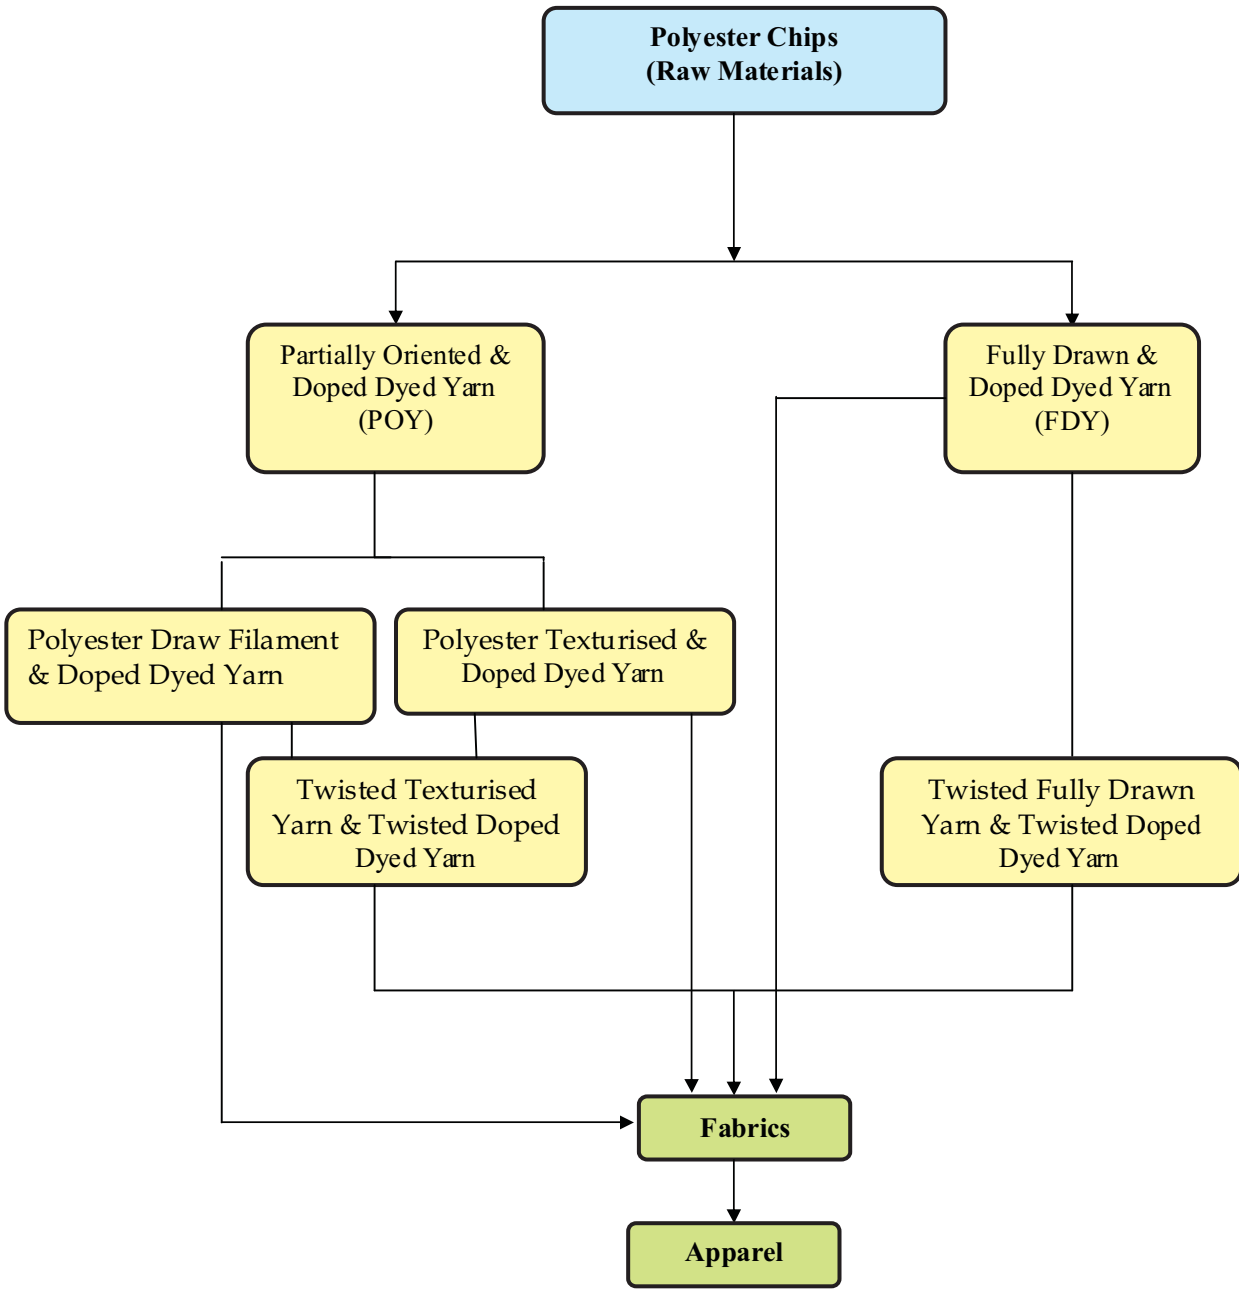 Polyester Chips
(Raw Materials)
Partially Oriented &
Doped Dyed Yarn
(POY)
Fully Drawn &
Doped Dyed Yarn
(FDY)
Polyester Draw Filament
& Doped Dyed Yarn
Polyester Texturised &
Doped Dyed Yarn
Twisted Texturised
Yarn & Twisted Doped
Dyed Yarn
Twisted Fully Drawn
Yarn & Twisted Doped
Dyed Yarn
Fabrics
Apparel